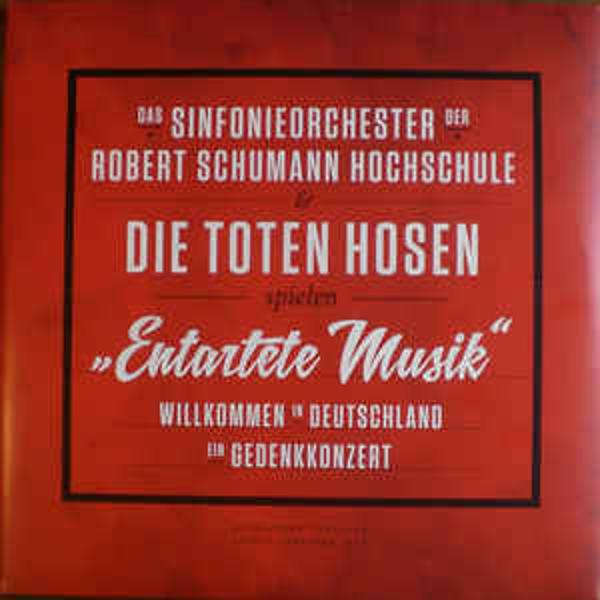 DAS SINFONIEORCHESTER DER
ROBERT SCHUMANN HOCHSCHULE
&
DIE TOTEN HOSEN
spielen
„Entartete Musik“
WILLKOMMEN IN DEUTSCHLAND
EIN GEDENKKONZERT